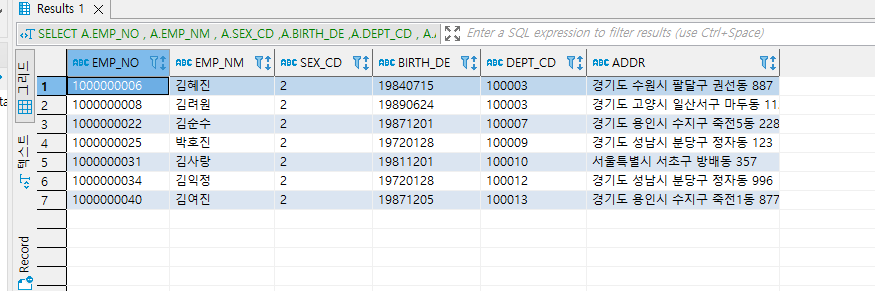 Results 1
SELECT A.EMP_NO , A.EMP_NM , A.SEX_CD ,A.BIRTH_DE ,A.DEPT_CD , A.
Enter a SQL expression to filter results (use Ctrl+Space)
그리드
텍스트
Record
ABC EMP_NO ABC EMP_NM ABC SEX_CD ABC BIRTH_DE ABC DEPT_CD ABC ADDR
1 1000000006 김혜진 2 19840715 100003 경기도 수원시 팔달구 권선동 887
2 1000000008 김려원 2 19890624 100003 경기도 고양시 일산서구 마두동 11
3 1000000022 김순수 2 19871201 100007 경기도 용인시 수지구 죽전5동 228
4 1000000025 박호진 2 19720128 100009 경기도 성남시 분당구 정자동 123
5 1000000031 김사랑 2 19811201 100010 서울특별시 서초구 방배동 357
6 1000000034 김익정 2 19720128 100012 경기도 성남시 분당구 정자동 996
7 1000000040 김여진 2 19871205 100013 경기도 용인시 수지구 죽전1동 877